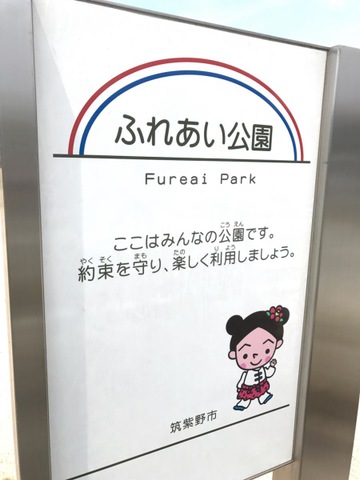 ふれあい公園
Fureai Park
ここはみんなの公園です。
約束を守り、楽しく利用しましょう。
筑紫野市